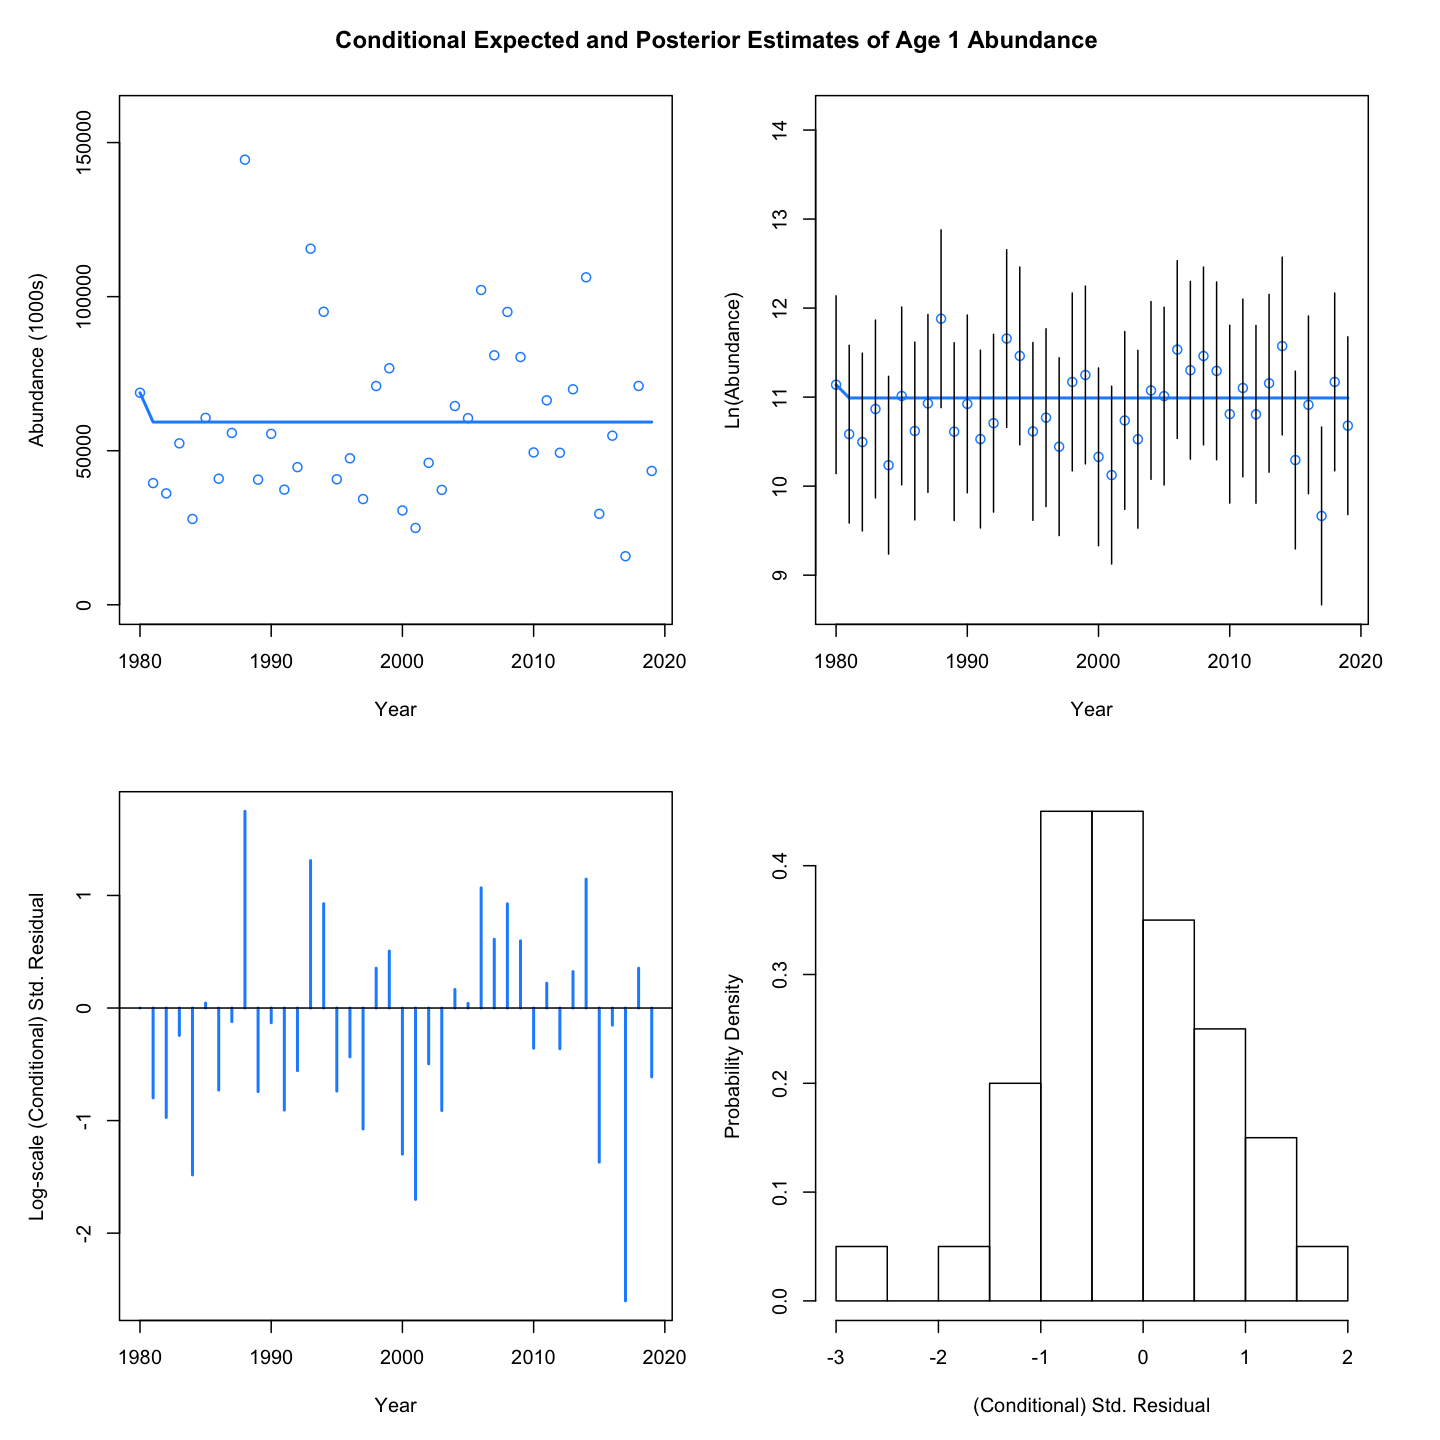 Conditional Expected and Posterior Estimates of Age 1 Abundance
Abundance (1000s)
150000
100000
50000
0
1980 1990 2000 2010 2020
Year
Ln(Abundance)
14
13
12
11
10
9
1980 1990 2000 2010 2020
Year
Log-scale (Conditional) Std. Residual
1
0
-1
-2
1980 1990 2000 2010 2020
Year
Probability Density
0.4
0.3
0.2
0.1
0.0
-3 -2 -1 0 1 2
(Conditional) Std. Residual